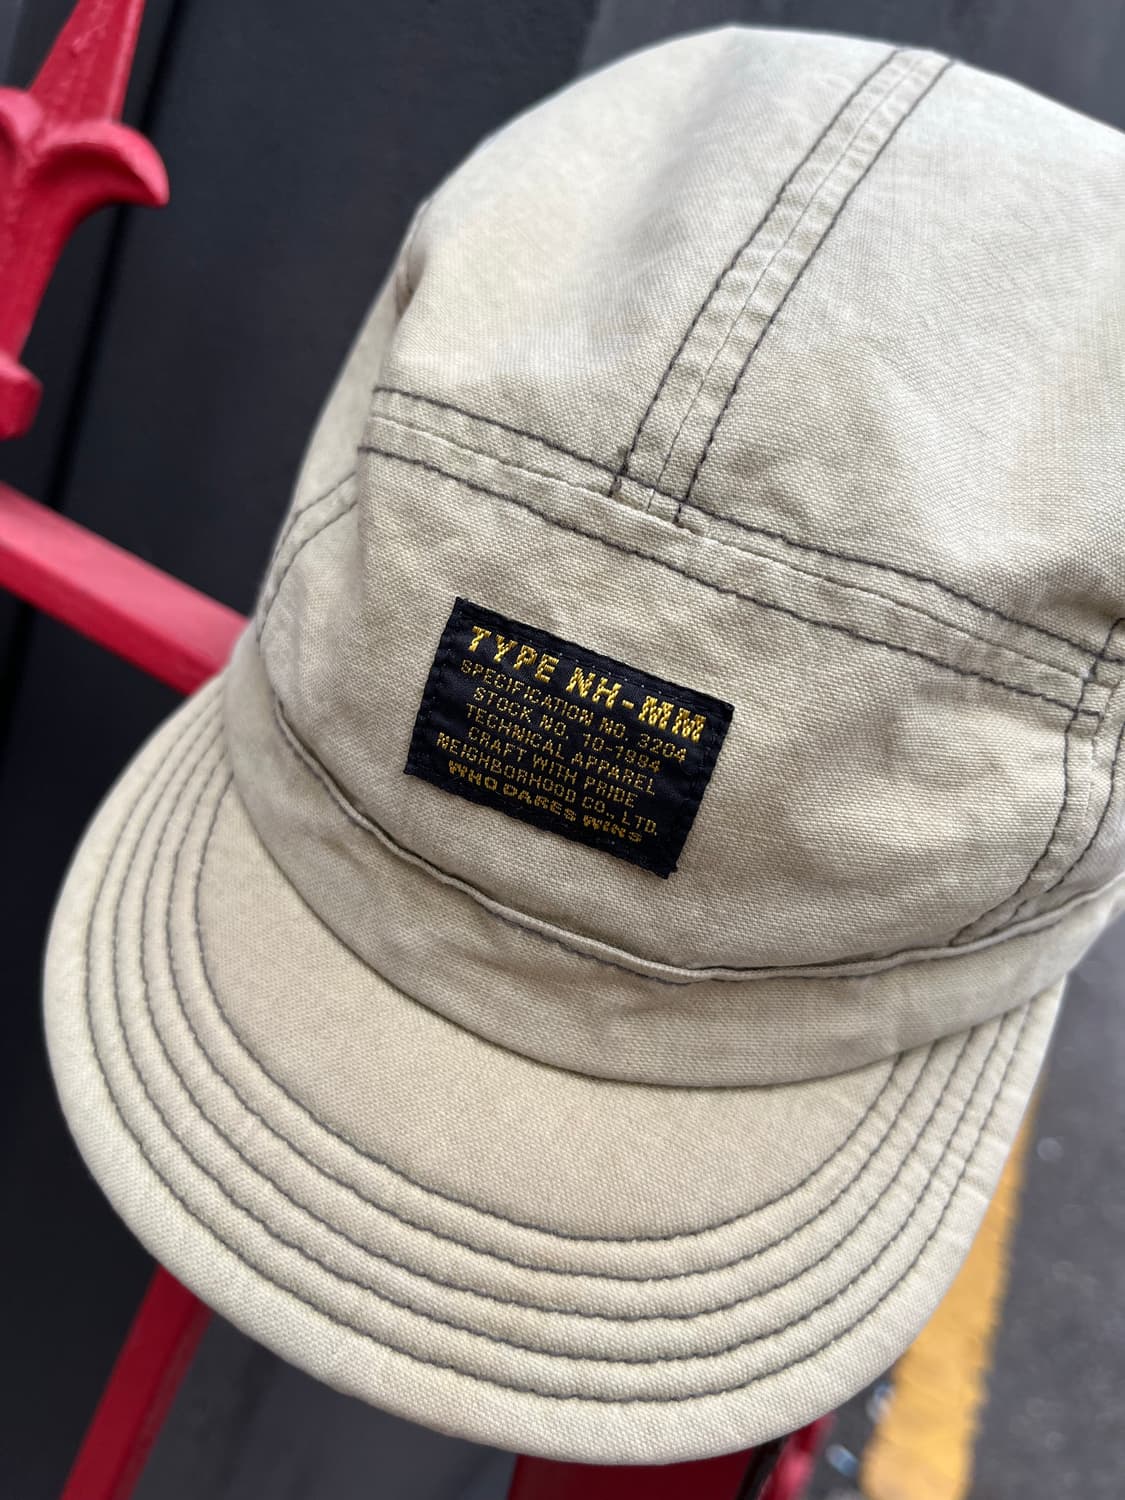 TYPE NH-MM
SPECIFICATION NO. 3204
STOCK NO. 10-1994
TECHNICAL APPAREL
CRAFT WITH PRIDE
NEIGHBORHOOD CO., LTD.
WHO DARES WINS